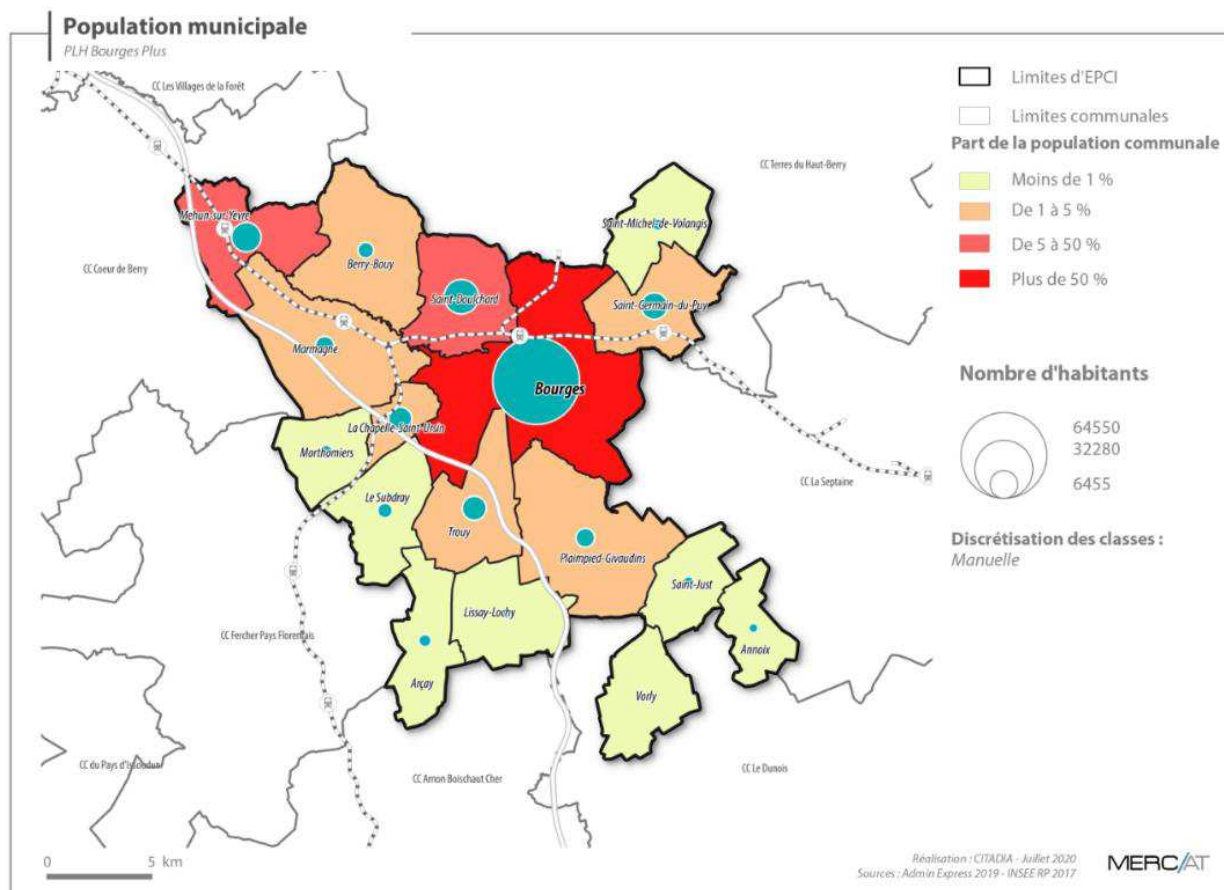 Population municipale
PLH Bourges Plus
CC Les Villages de la Forêt
CC Terres du Haut-Berry
CC Coeur de Berry
Saint-Michel-de-Volangis
Mehun-sur-Yèvre
Berry-Bouy
Saint-Doulchard
Saint-Germain-du-Puy
Marmagne
Bourges
La Chapelle-Saint-Ursin
Morthomiers
CC La Septaine
Le Subdray
Trouy
Plaimpied-Givaudins
Saint-Just
Lissay-Lochy
CC Fercher Pays Florentais
Annoix
Arçay
Vorly
CC du Pays d'Issoudun
CC Arnon Boischaut Cher
CC Le Dunois
0 5 km
Limites d'EPCI
Limites communales
Part de la population communale
Moins de 1 %
De 1 à 5 %
De 5 à 50 %
Plus de 50 %
Nombre d'habitants
64550
32280
6455
Discrétisation des classes :
Manuelle
Réalisation : CITADIA - Juillet 2020
Sources : Admin Express 2019 - INSEE RP 2017
MERC/AT